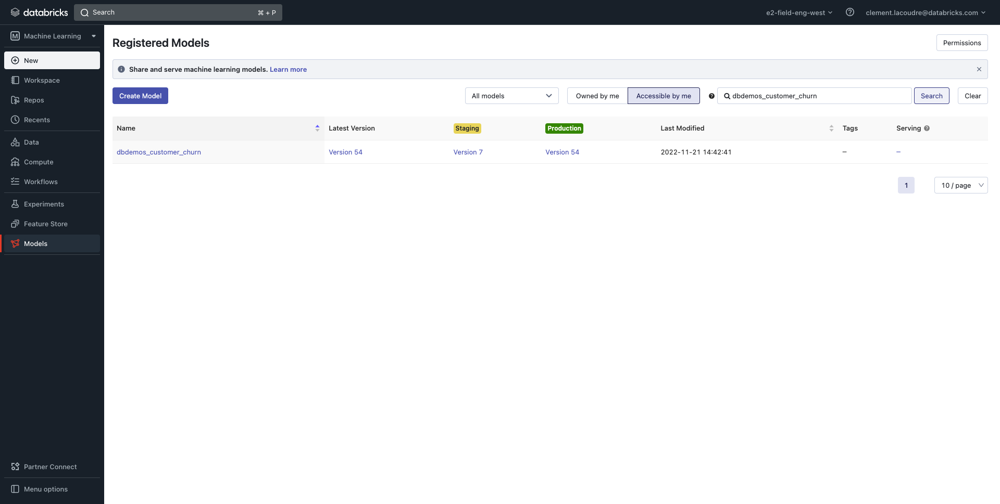 databricks
Search
⌘ + P
e2-field-eng-west
clement.lacoudre@databricks.com
M Machine Learning
New
Workspace
Repos
Recents
Data
Compute
Workflows
Experiments
Feature Store
Models
Partner Connect
Menu options
Registered Models
Permissions
Share and serve machine learning models. Learn more
Create Model
All models
Owned by me
Accessible by me
dbdemos_customer_churn
Search
Clear
Name Latest Version Staging Production Last Modified Tags Serving
dbdemos_customer_churn Version 54 Version 7 Version 54 2022-11-21 14:42:41 – –
1
10 / page